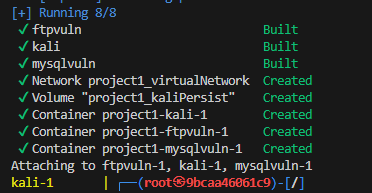 [+] Running 8/8
✓ ftpvuln Built
✓ kali Built
✓ mysqlvuln Built
✓ Network project1_virtualNetwork Created
✓ Volume "project1_kaliPersist" Created
✓ Container project1-kali-1 Created
✓ Container project1-ftpvuln-1 Created
✓ Container project1-mysqlvuln-1 Created
Attaching to ftpvuln-1, kali-1, mysqlvuln-1
kali-1 | ┌──(root㉿9bcaa46061c9)-[/]